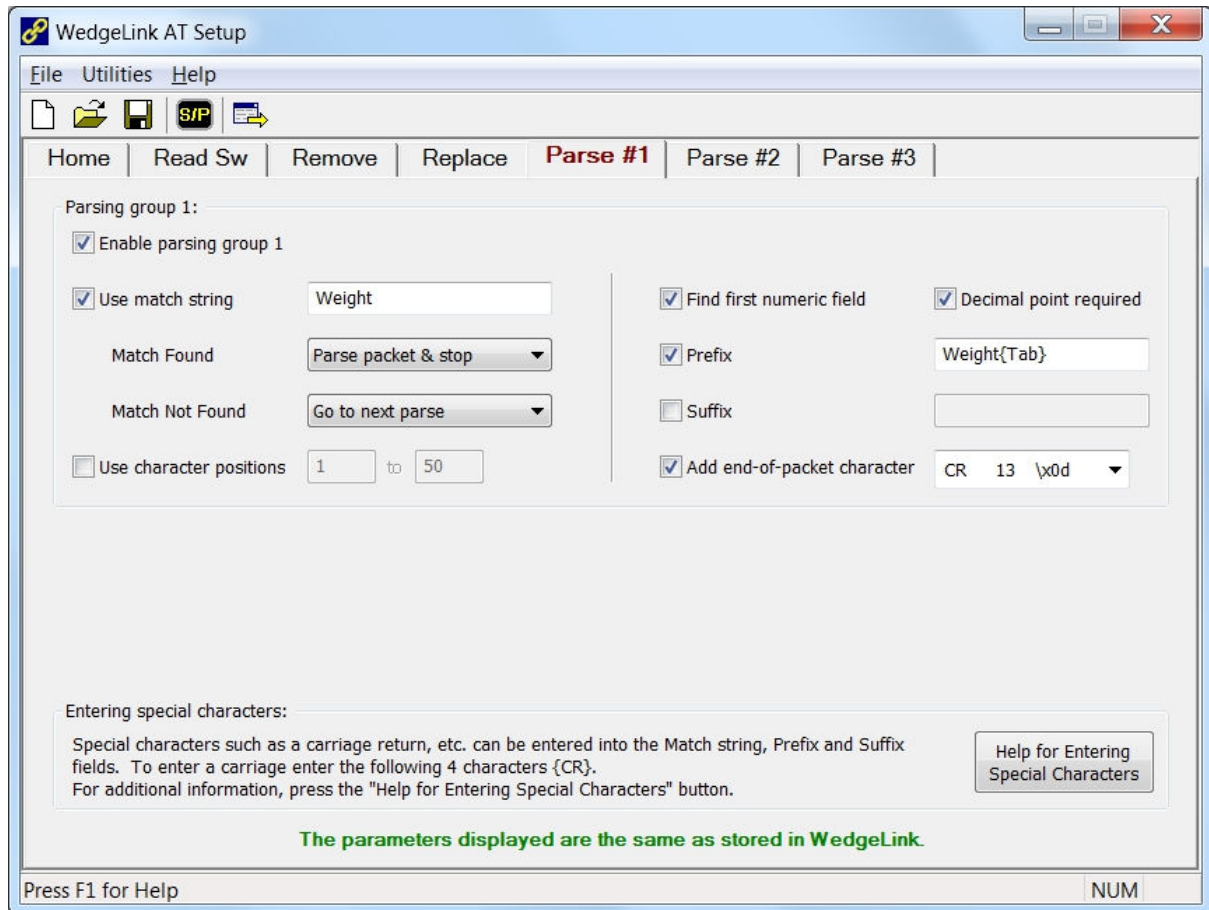 WedgeLink AT Setup
File Utilities Help
S/P
Home Read Sw Remove Replace Parse #1 Parse #2 Parse #3
Parsing group 1:
Enable parsing group 1
Use match string Weight Find first numeric field Decimal point required
Match Found Parse packet & stop Prefix Weight{Tab}
Match Not Found Go to next parse Suffix
Use character positions 1 to 50 Add end-of-packet character CR 13 \x0d
Entering special characters:
Special characters such as a carriage return, etc. can be entered into the Match string, Prefix and Suffix
fields. To enter a carriage enter the following 4 characters {CR}.
For additional information, press the "Help for Entering Special Characters" button.
Help for Entering
Special Characters
The parameters displayed are the same as stored in WedgeLink.
Press F1 for Help NUM